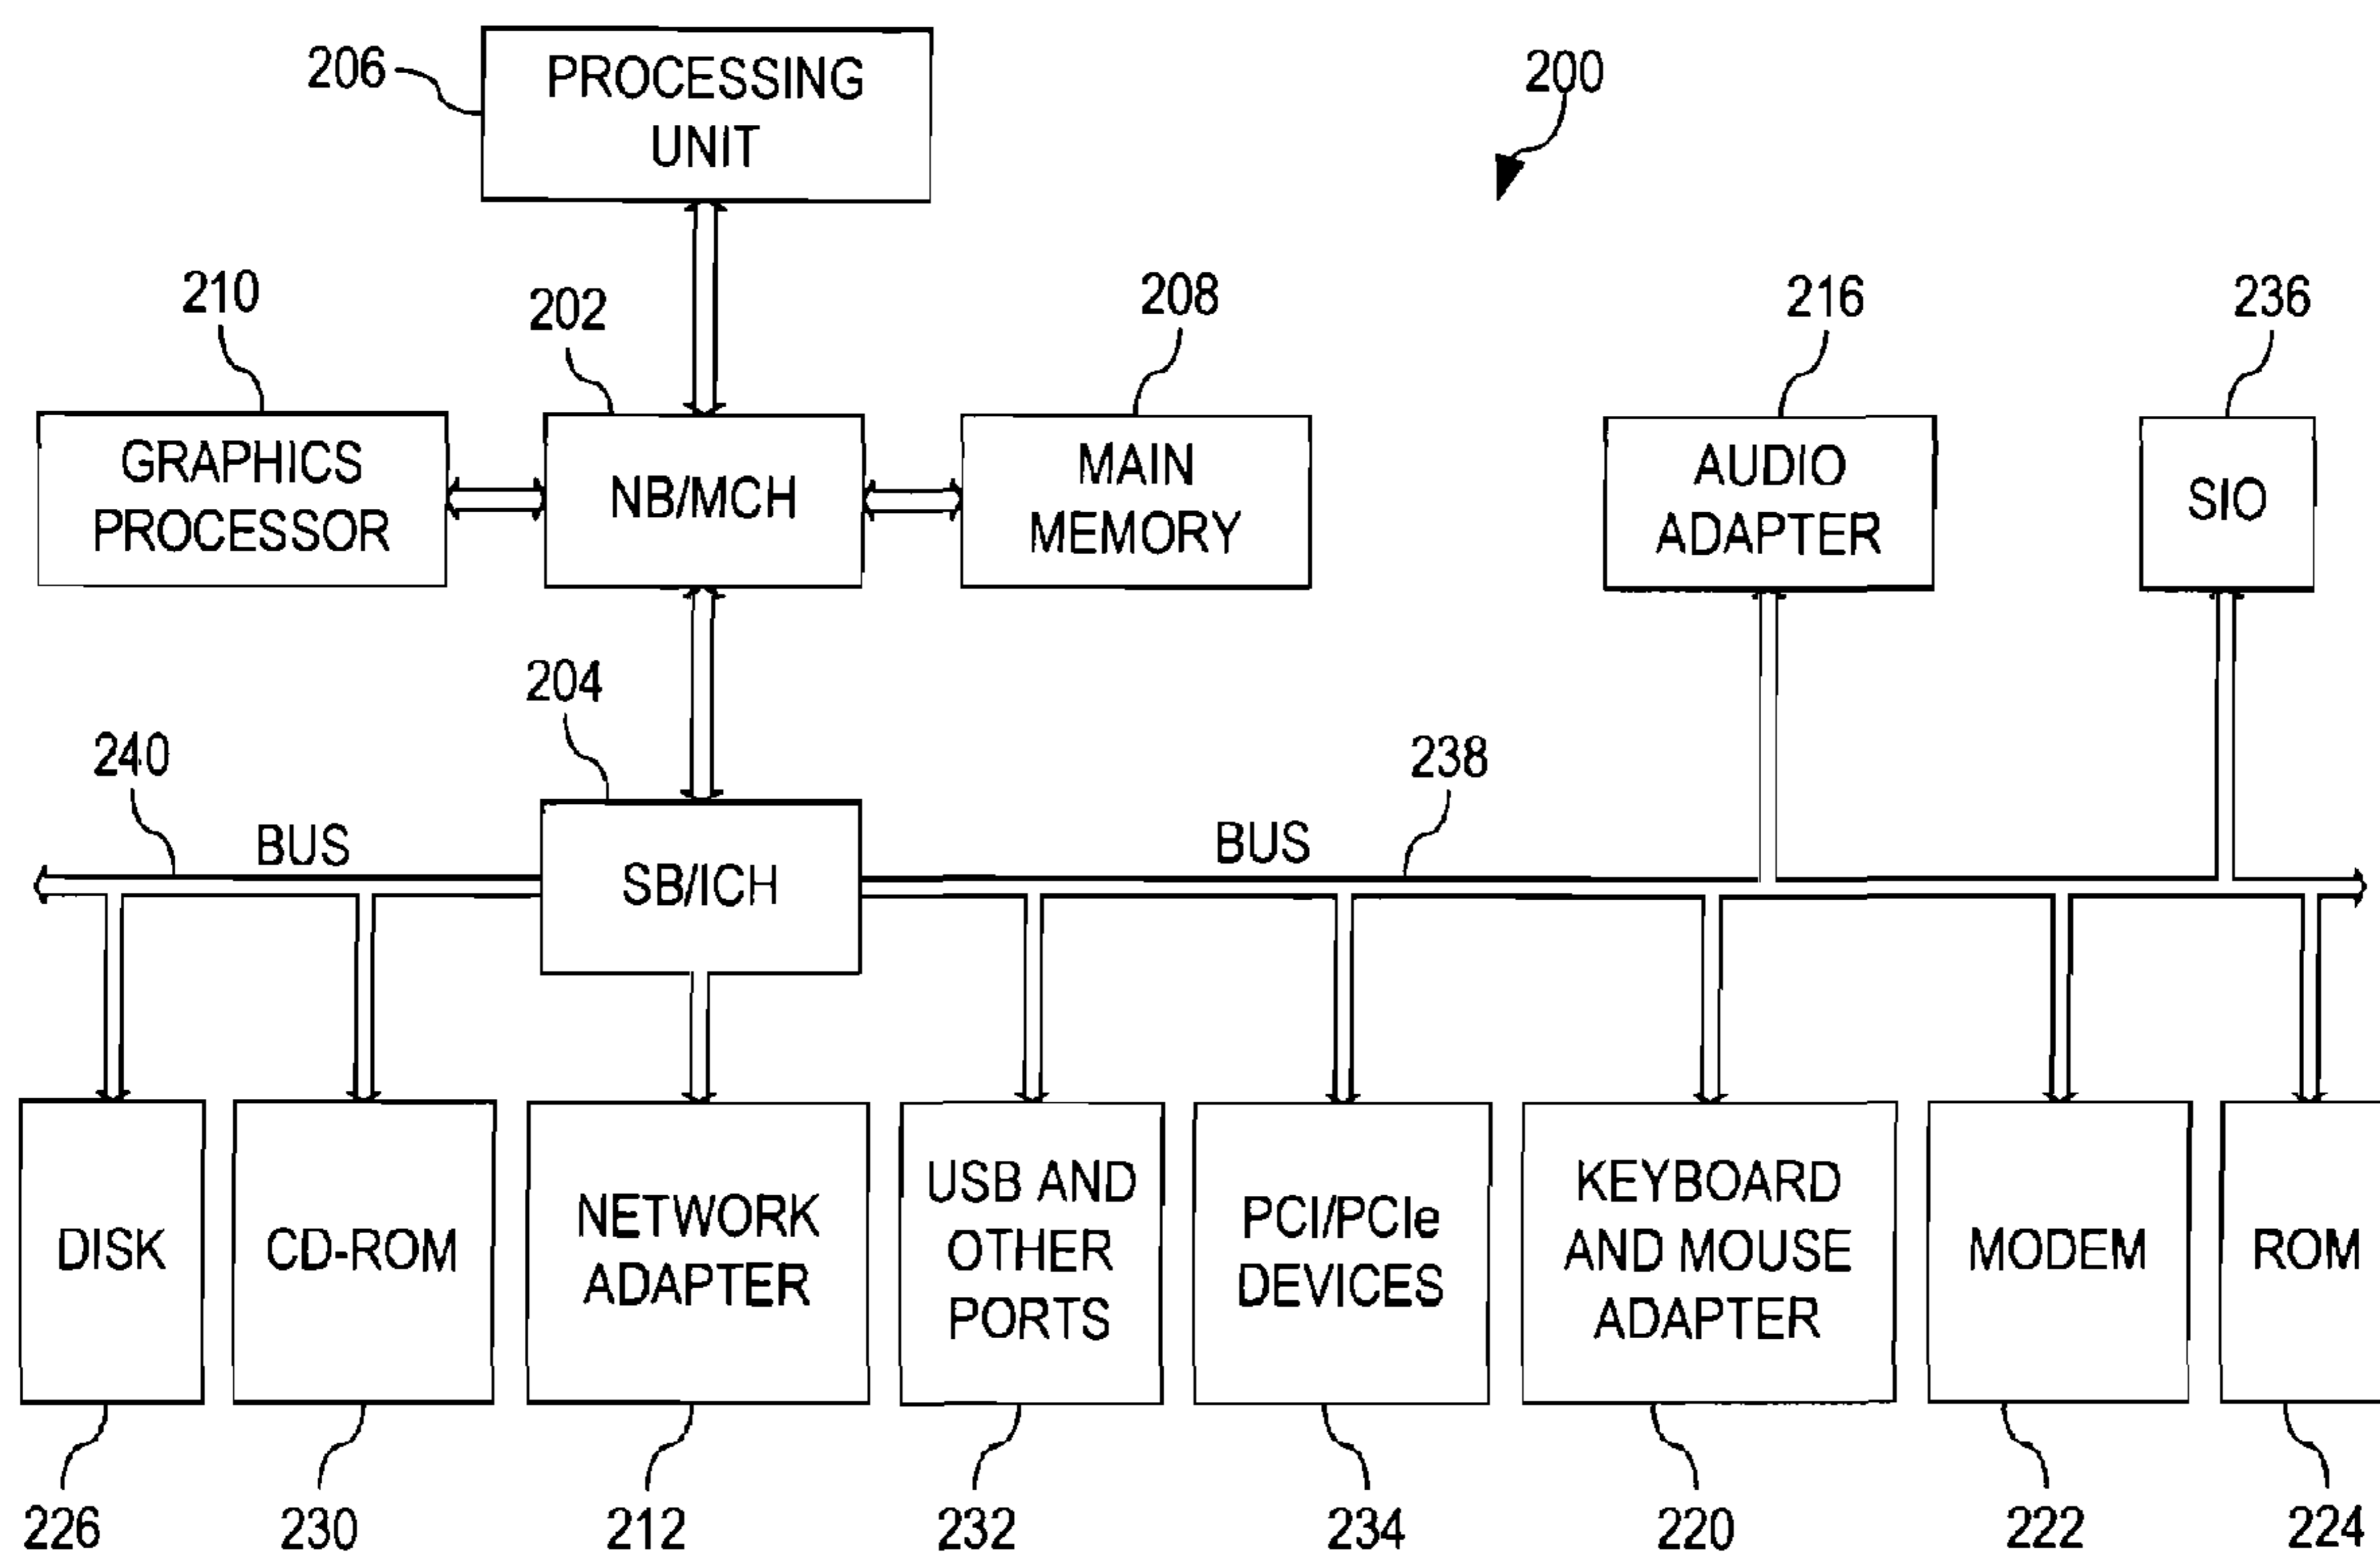 206
PROCESSING
UNIT
200
210
202
208
216
236
GRAPHICS
PROCESSOR
NB/MCH
MAIN
MEMORY
AUDIO
ADAPTER
SIO
204
240
238
BUS
SB/ICH
BUS
DISK
CD-ROM
NETWORK
ADAPTER
USB AND
OTHER
PORTS
PCI/PCIe
DEVICES
KEYBOARD
AND MOUSE
ADAPTER
MODEM
ROM
226
230
212
232
234
220
222
224